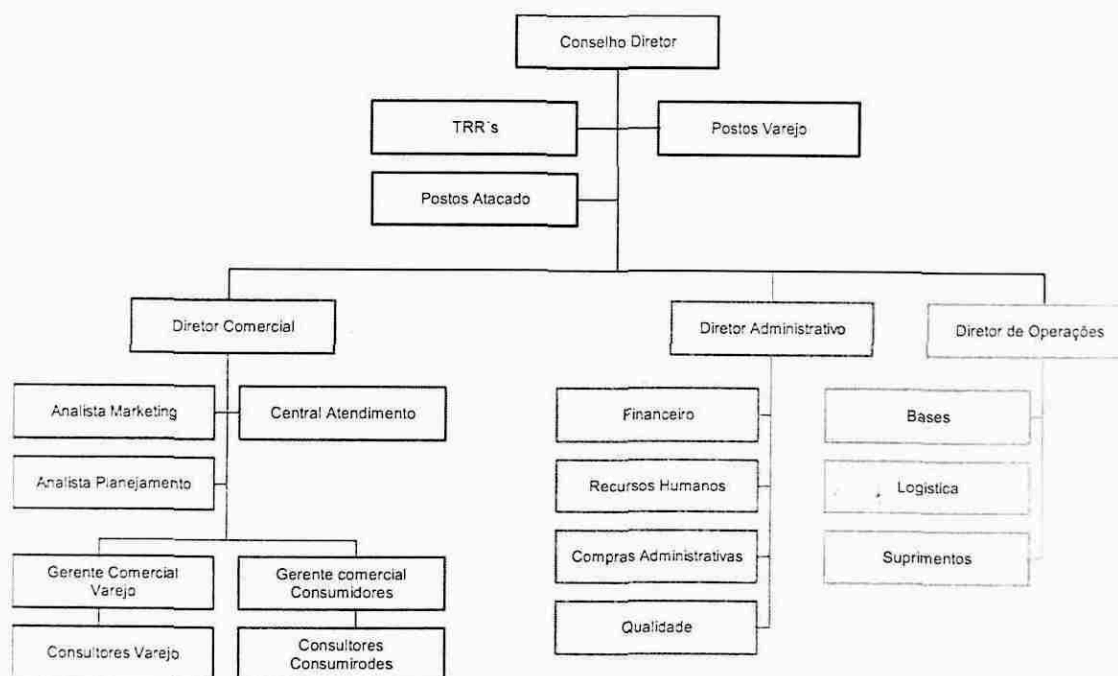 Conselho Diretor
TRR`s
Postos Varejo
Postos Atacado
Diretor Comercial
Diretor Administrativo
Diretor de Operações
Analista Marketing
Central Atendimento
Financeiro
Bases
Analista Planejamento
Recursos Humanos
Logística
Gerente Comercial
Varejo
Gerente comercial
Consumidores
Compras Administrativas
Suprimentos
Consultores Varejo
Consultores
Consumirodes
Qualidade